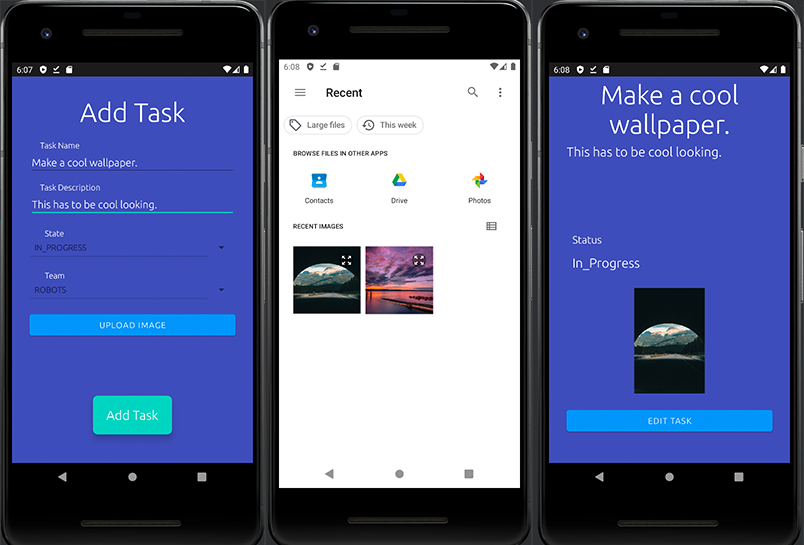 6:07
Add Task
Task Name
Make a cool wallpaper.
Task Description
This has to be cool looking.
State
IN_PROGRESS
Team
ROBOTS
UPLOAD IMAGE
Add Task
6:08
Recent
Large files
This week
BROWSE FILES IN OTHER APPS
Contacts
Drive
Photos
RECENT IMAGES
6:08
Make a cool
wallpaper.
This has to be cool looking.
Status
In_Progress
EDIT TASK